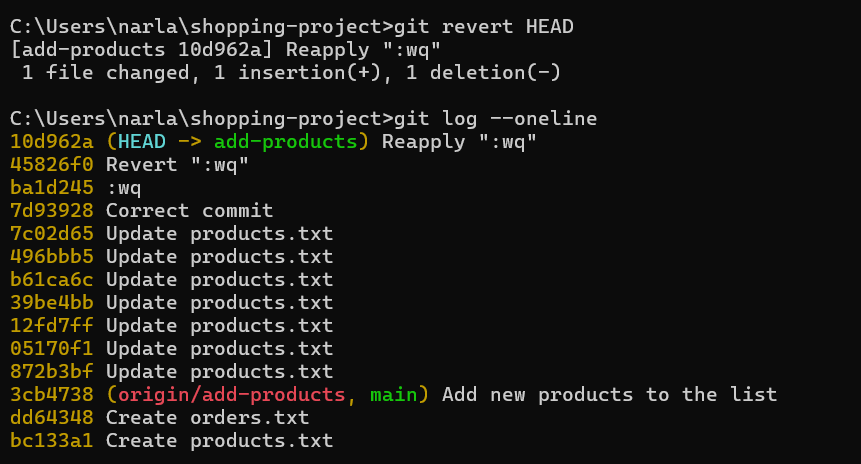 C:\Users\narla\shopping-project>git revert HEAD
[add-products 10d962a] Reapply ":wq"
 1 file changed, 1 insertion(+), 1 deletion(-)
C:\Users\narla\shopping-project>git log --oneline
10d962a (HEAD -> add-products) Reapply ":wq"
45826f0 Revert ":wq"
ba1d245 :wq
7d93928 Correct commit
7c02d65 Update products.txt
496bbb5 Update products.txt
b61ca6c Update products.txt
39be4bb Update products.txt
12fd7ff Update products.txt
05170f1 Update products.txt
872b3bf Update products.txt
3cb4738 (origin/add-products, main) Add new products to the list
dd64348 Create orders.txt
bc133a1 Create products.txt